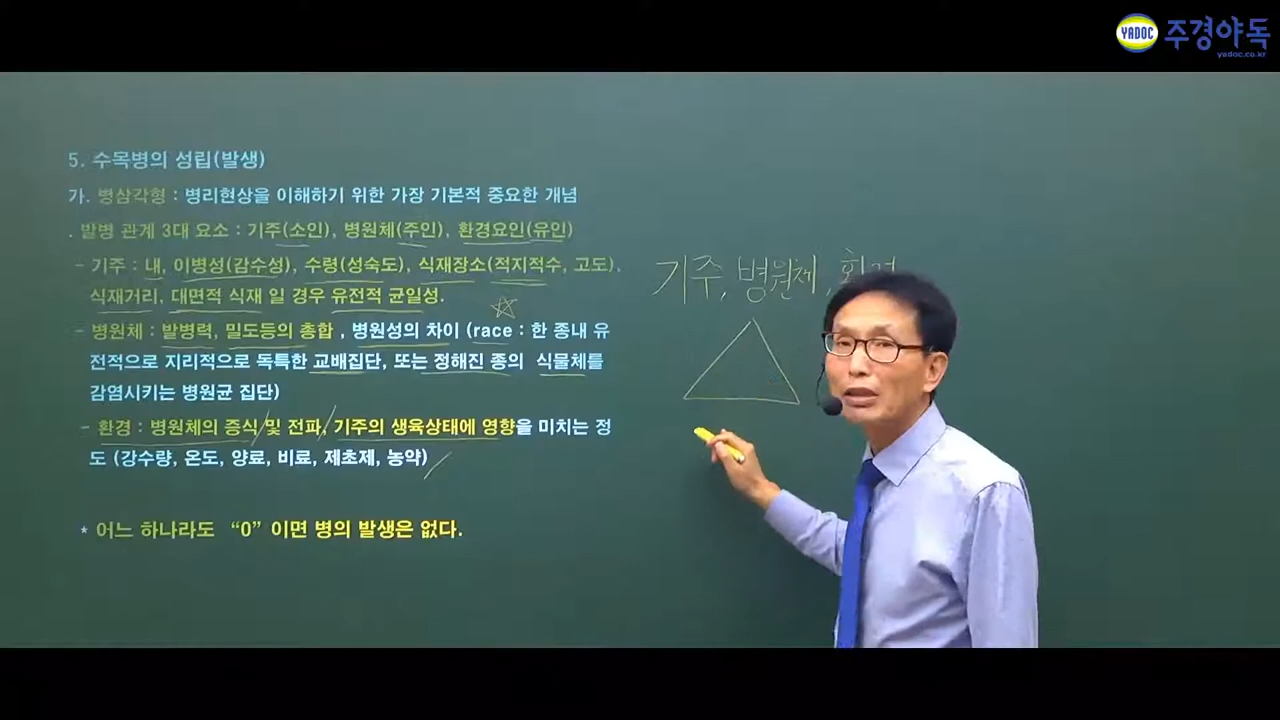 YADOC 주경야독
yadoc.co.kr
5. 수목병의 성립(발생)
가. 병삼각형 : 병리현상을 이해하기 위한 가장 기본적 중요한 개념
. 발병 관계 3대 요소 : 기주(소인), 병원체(주인), 환경요인(유인)
- 기주 : 내, 이병성(감수성), 수령(성숙도), 식재장소(적지적수, 고도),
식재거리, 대면적 식재 일 경우 유전적 균일성.
- 병원체 : 발병력, 밀도등의 총합 , 병원성의 차이 (race : 한 종내 유
전적으로 지리적으로 독특한 교배집단, 또는 정해진 종의 식물체를
감염시키는 병원균 집단)
- 환경 : 병원체의 증식 및 전파, 기주의 생육상태에 영향을 미치는 정
도 (강수량, 온도, 양료, 비료, 제초제, 농약)
* 어느 하나라도 “0” 이면 병의 발생은 없다.
기주, 병원체, 환경